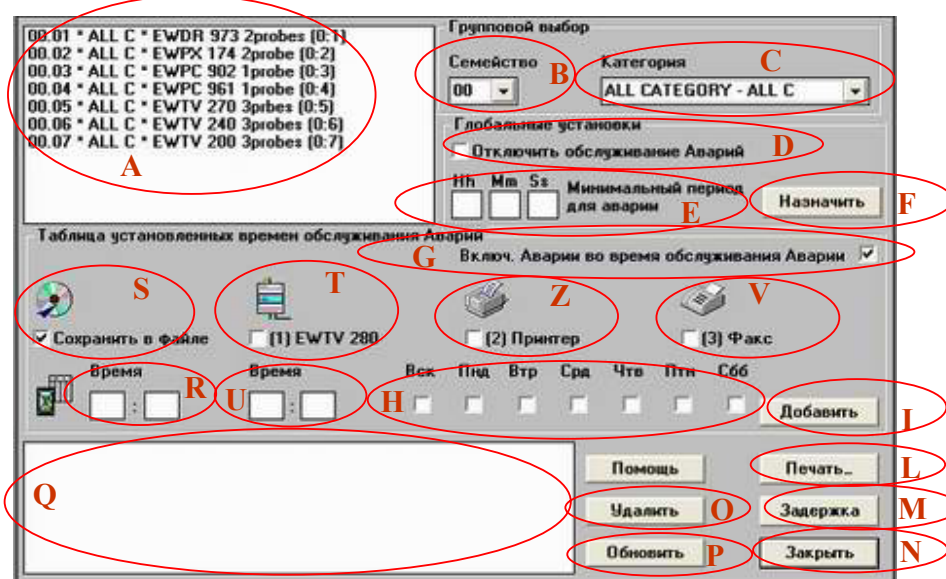 00.01 * ALL C * EWDR 973 2probes (0:1)
00.02 * ALL C * EWPX 174 2probes (0:2)
00.03 * ALL C * EWPC 902 1probe (0:3)
00.04 * ALL C * EWPC 961 1probe (0:4)
00.05 * ALL C * EWTV 270 3prbes (0:5)
00.06 * ALL C * EWTV 240 3probes (0:6)
00.07 * ALL C * EWTV 200 3probes (0:7)
A
Групповой выбор
Семейство
B
Категория
C
00
ALL CATEGORY - ALL C
Глобальные установки
Отключить обслуживание Аварий
D
Hh Mm Ss
Минимальный период
для аварии
E
Назначить
F
Таблица установленных времен обслуживания Аварии
G
Включ. Аварии во время обслуживания Аварии
S
T
Z
V
Сохранить в файле
(1) EWTV 280
(2) Принтер
(3) Факс
Время
:
R
Время
:
U
Вск Пнд Втр Срд Чтв Птн Сбб
H
Добавить
I
Q
Помощь
Печать..
L
Удалить
O
Задержка
M
Обновить
P
Закрыть
N